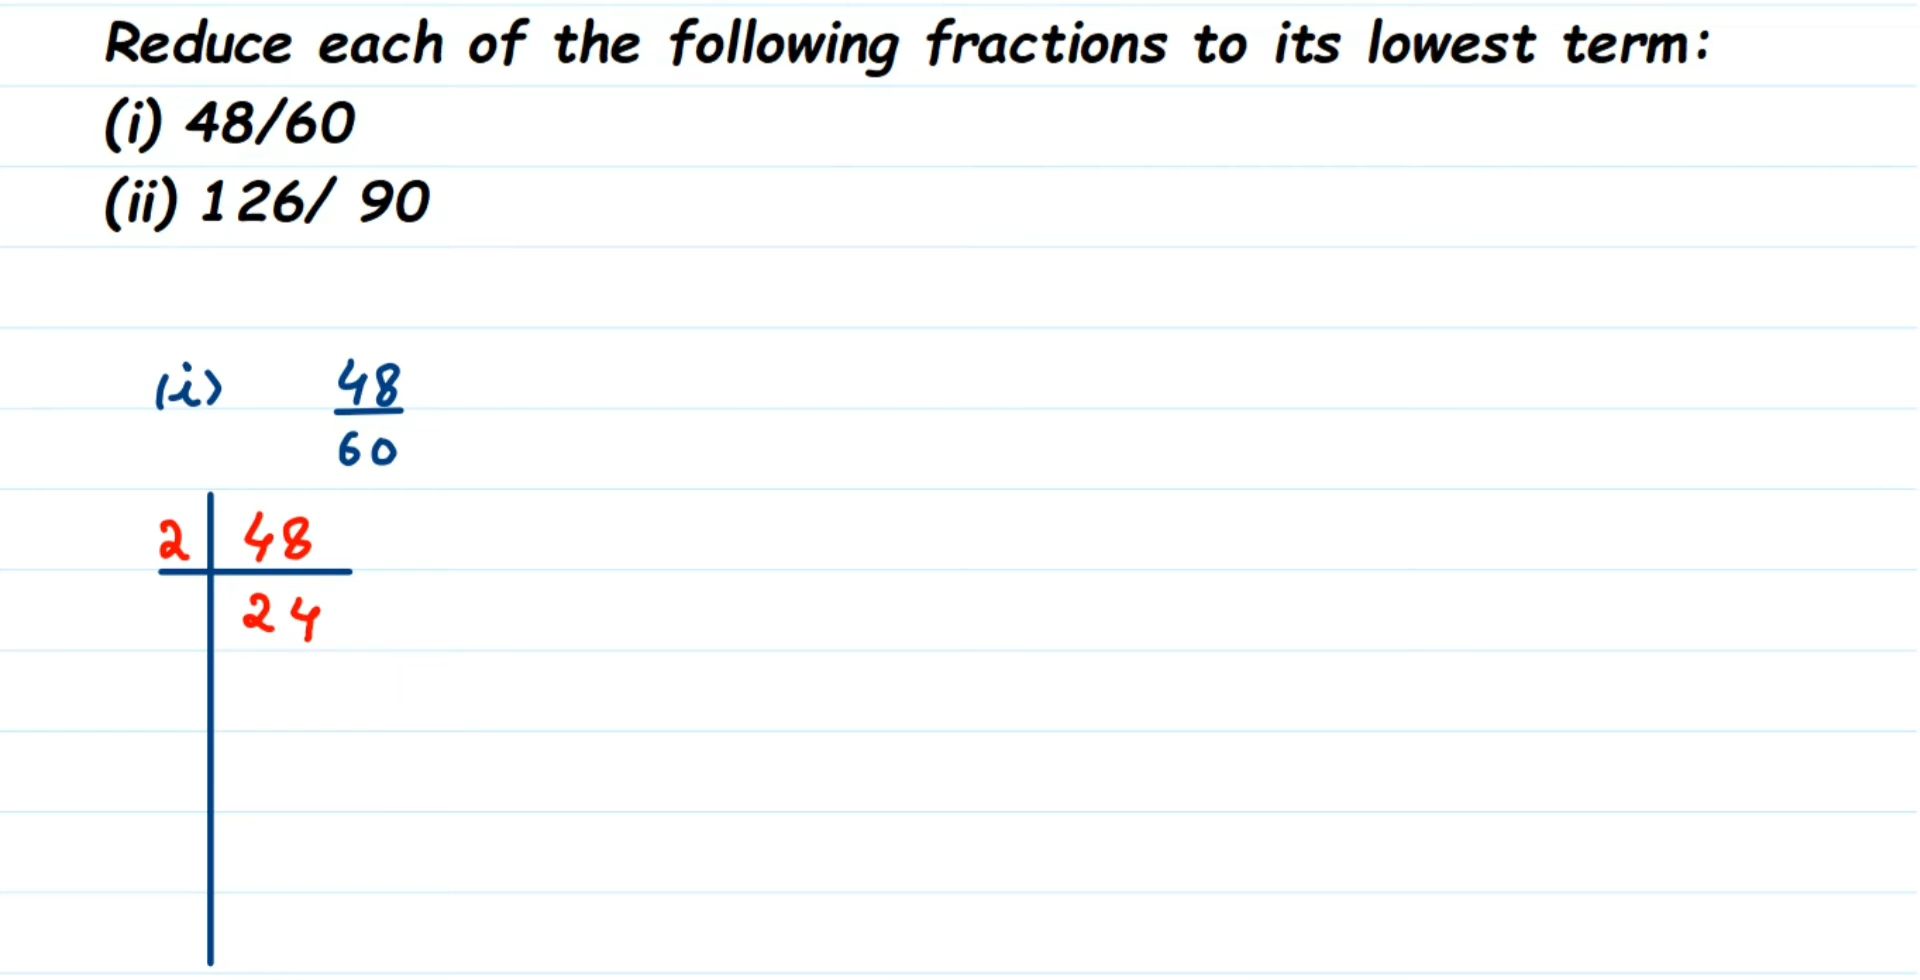 Reduce each of the following fractions to its lowest term:
(i) 48/60
(ii) 126/ 90
(i) 48
60
2 48
24